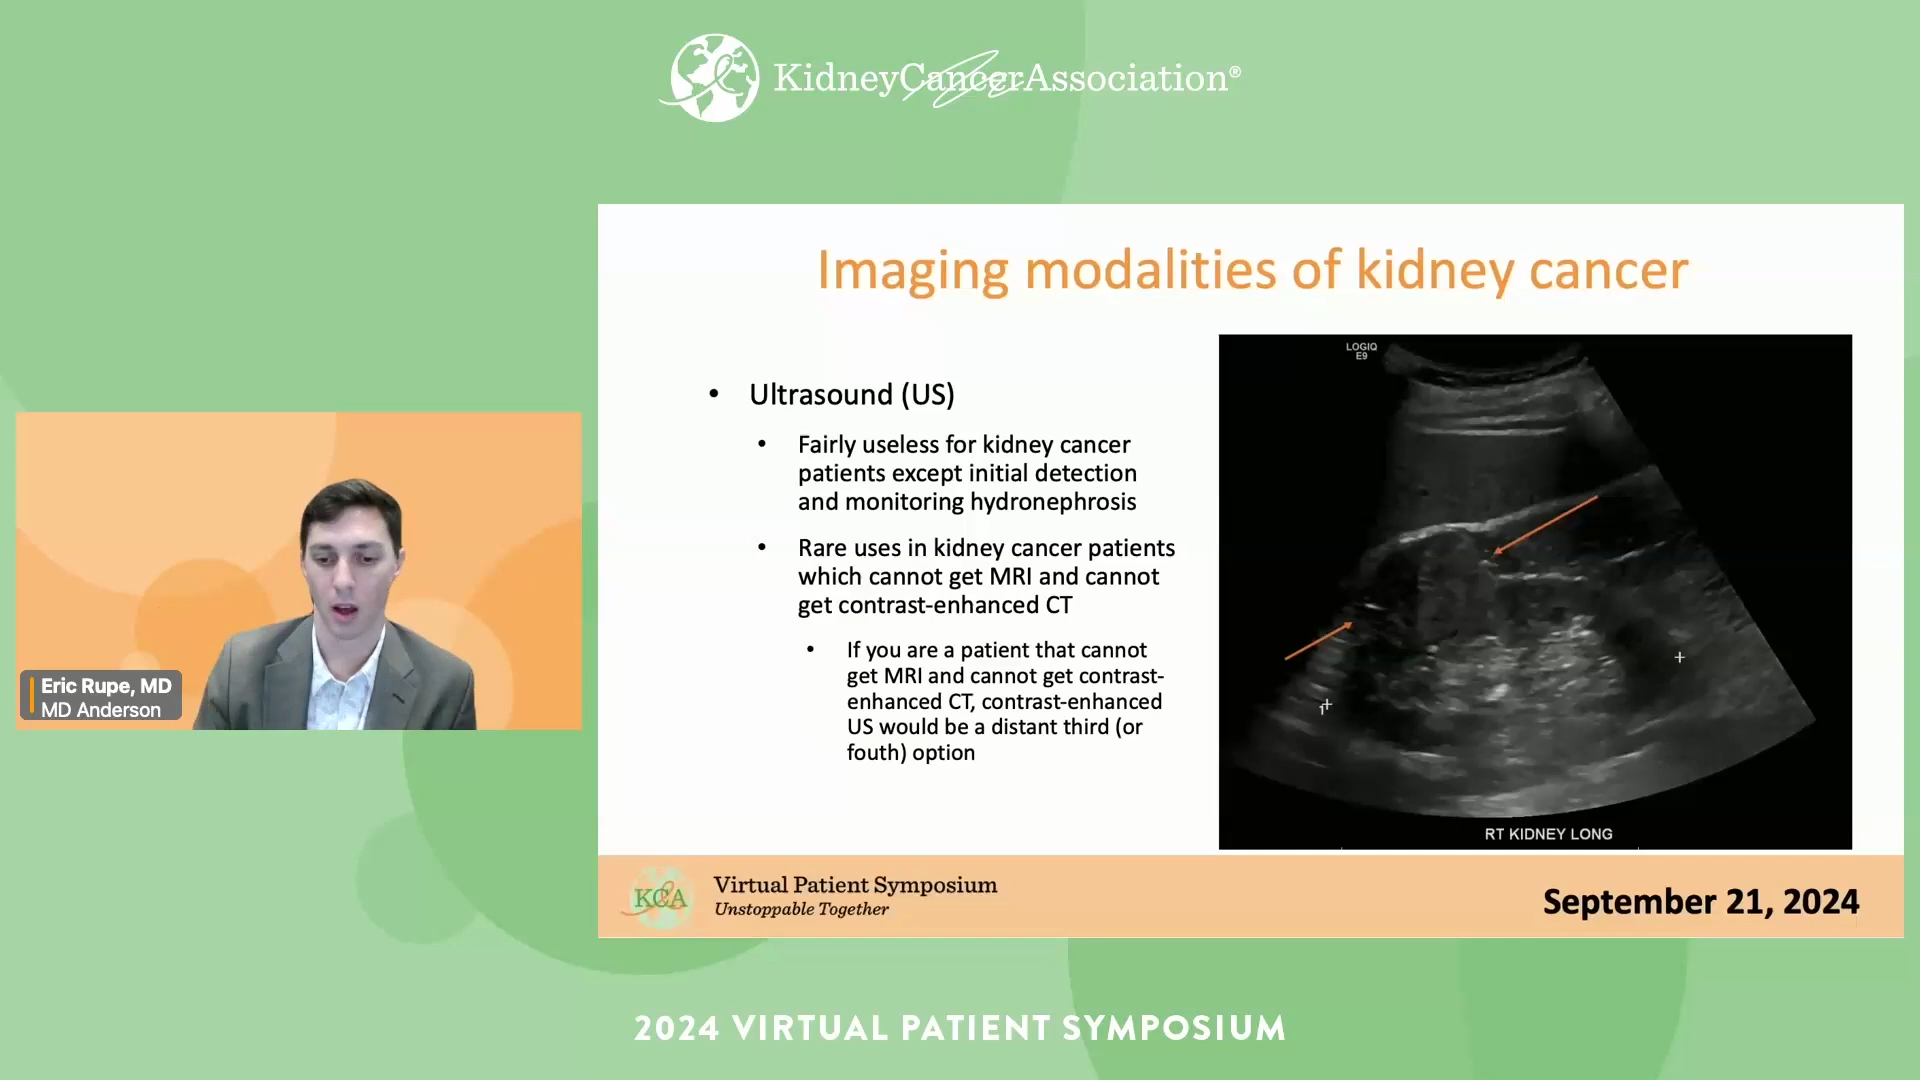 KidneyCancerAssociation®
Imaging modalities of kidney cancer
• Ultrasound (US)
• Fairly useless for kidney cancer
patients except initial detection
and monitoring hydronephrosis
• Rare uses in kidney cancer patients
which cannot get MRI and cannot
get contrast-enhanced CT
• If you are a patient that cannot
get MRI and cannot get contrast-
enhanced CT, contrast-enhanced
US would be a distant third (or
fouth) option
LOGIQ
E9
1
RT KIDNEY LONG
Eric Rupe, MD
MD Anderson
KCA
Virtual Patient Symposium
Unstoppable Together
September 21, 2024
2024 VIRTUAL PATIENT SYMPOSIUM